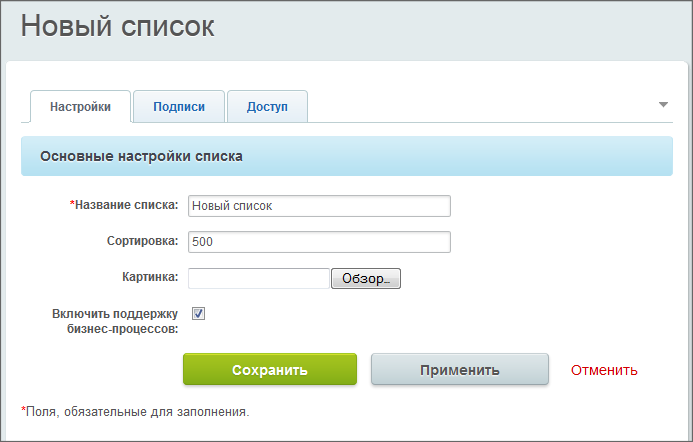 Новый список
Настройки Подписи Доступ
Основные настройки списка
*Название списка: Новый список
Сортировка: 500
Картинка: Обзор...
Включить поддержку
бизнес-процессов:
Сохранить Применить Отменить
*Поля, обязательные для заполнения.